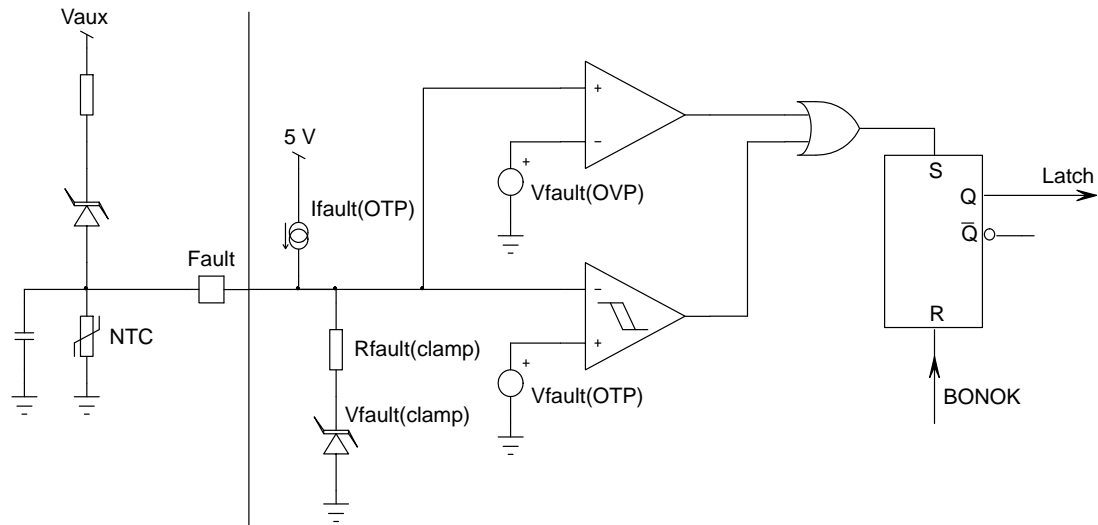 Vaux
5 V
Ifault(OTP)
Fault
NTC
Rfault(clamp)
Vfault(clamp)
+
−
+
Vfault(OVP)
−
+
+
Vfault(OTP)
S
Q
Q̅
R
Latch
BONOK